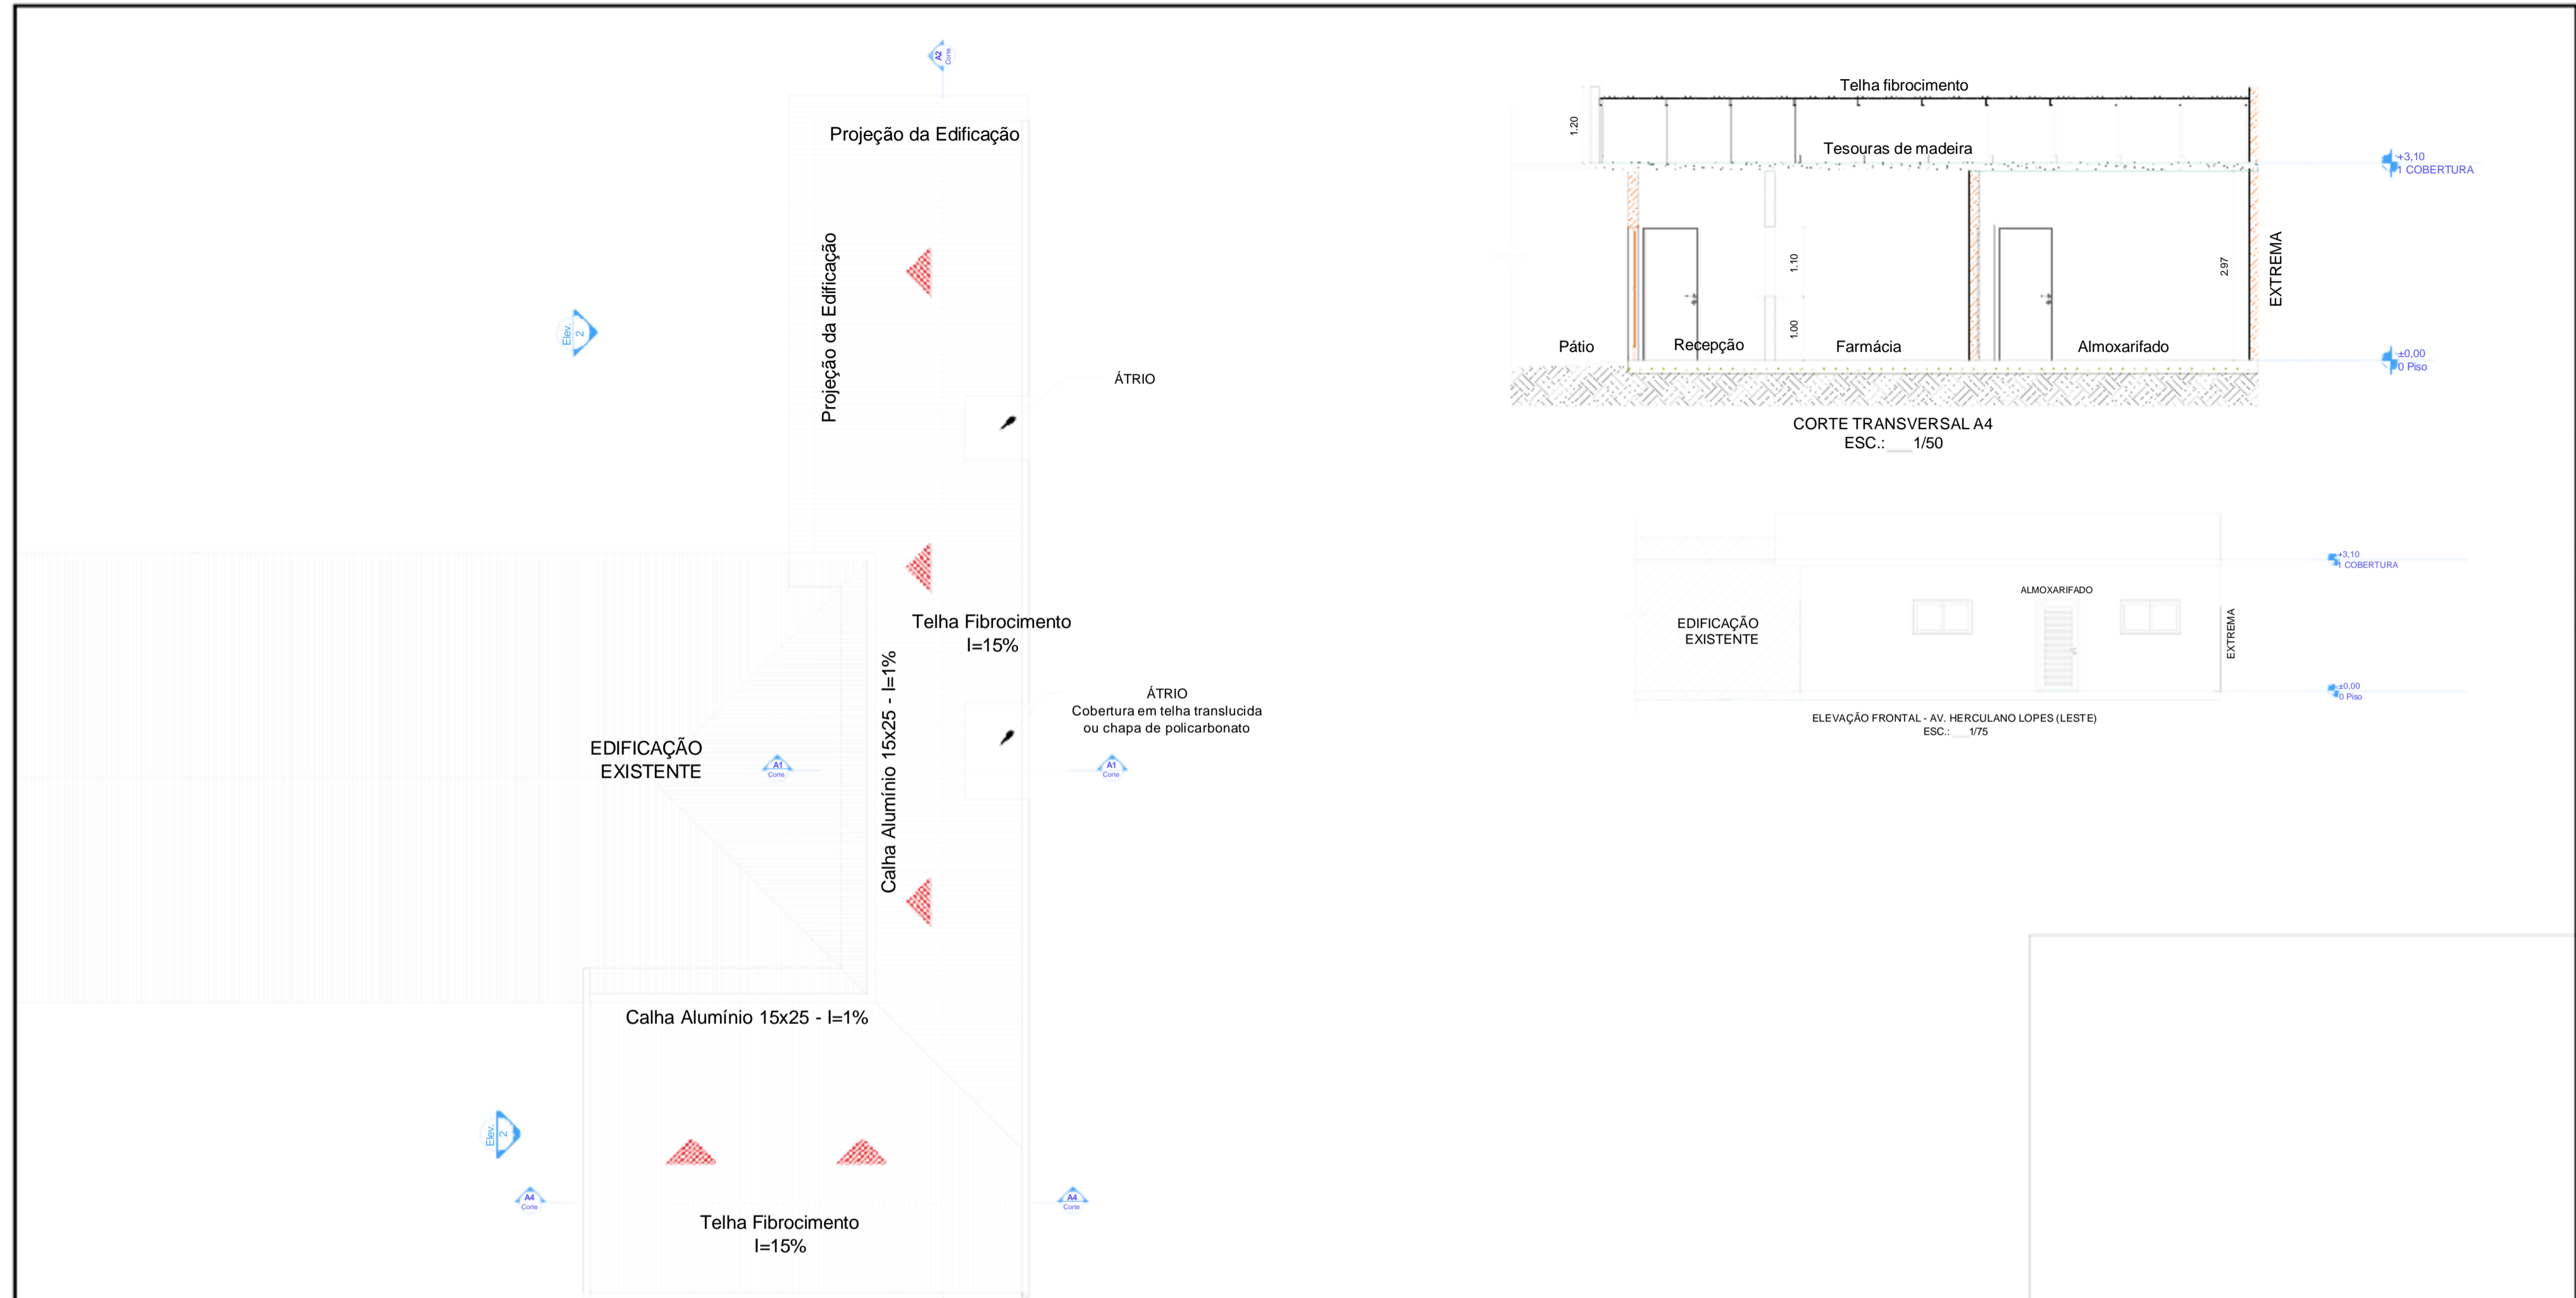 A2
Corte
Projeção da Edificação
Projeção da Edificação
Elev.
2
ÁTRIO
Telha Fibrocimento
I=15%
Calha Alumínio 15x25 - I=1%
ÁTRIO
Cobertura em telha translucida
ou chapa de policarbonato
EDIFICAÇÃO
EXISTENTE
A1
Corte
A1
Corte
Calha Alumínio 15x25 - I=1%
Elev.
2
A4
Corte
A4
Corte
Telha Fibrocimento
I=15%
Telha fibrocimento
1.20
Tesouras de madeira
+3,10
1 COBERTURA
1.10
2.97
EXTREMA
1.00
Pátio
Recepção
Farmácia
Almoxarifado
±0,00
0 Piso
CORTE TRANSVERSAL A4
ESC.: ___1/50
+3,10
1 COBERTURA
ALMOXARIFADO
EDIFICAÇÃO
EXISTENTE
EXTREMA
±0,00
0 Piso
ELEVAÇÃO FRONTAL - AV. HERCULANO LOPES (LESTE)
ESC.: ___1/75